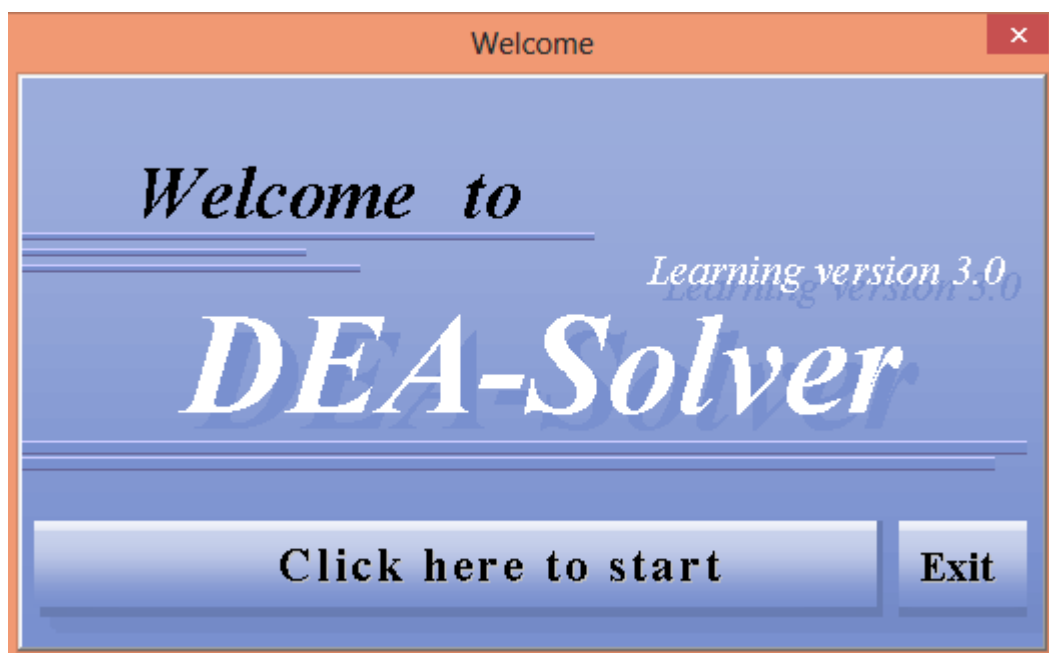 Welcome
Welcome to
Learning version 3.0
DEA-Solver
Click here to start
Exit